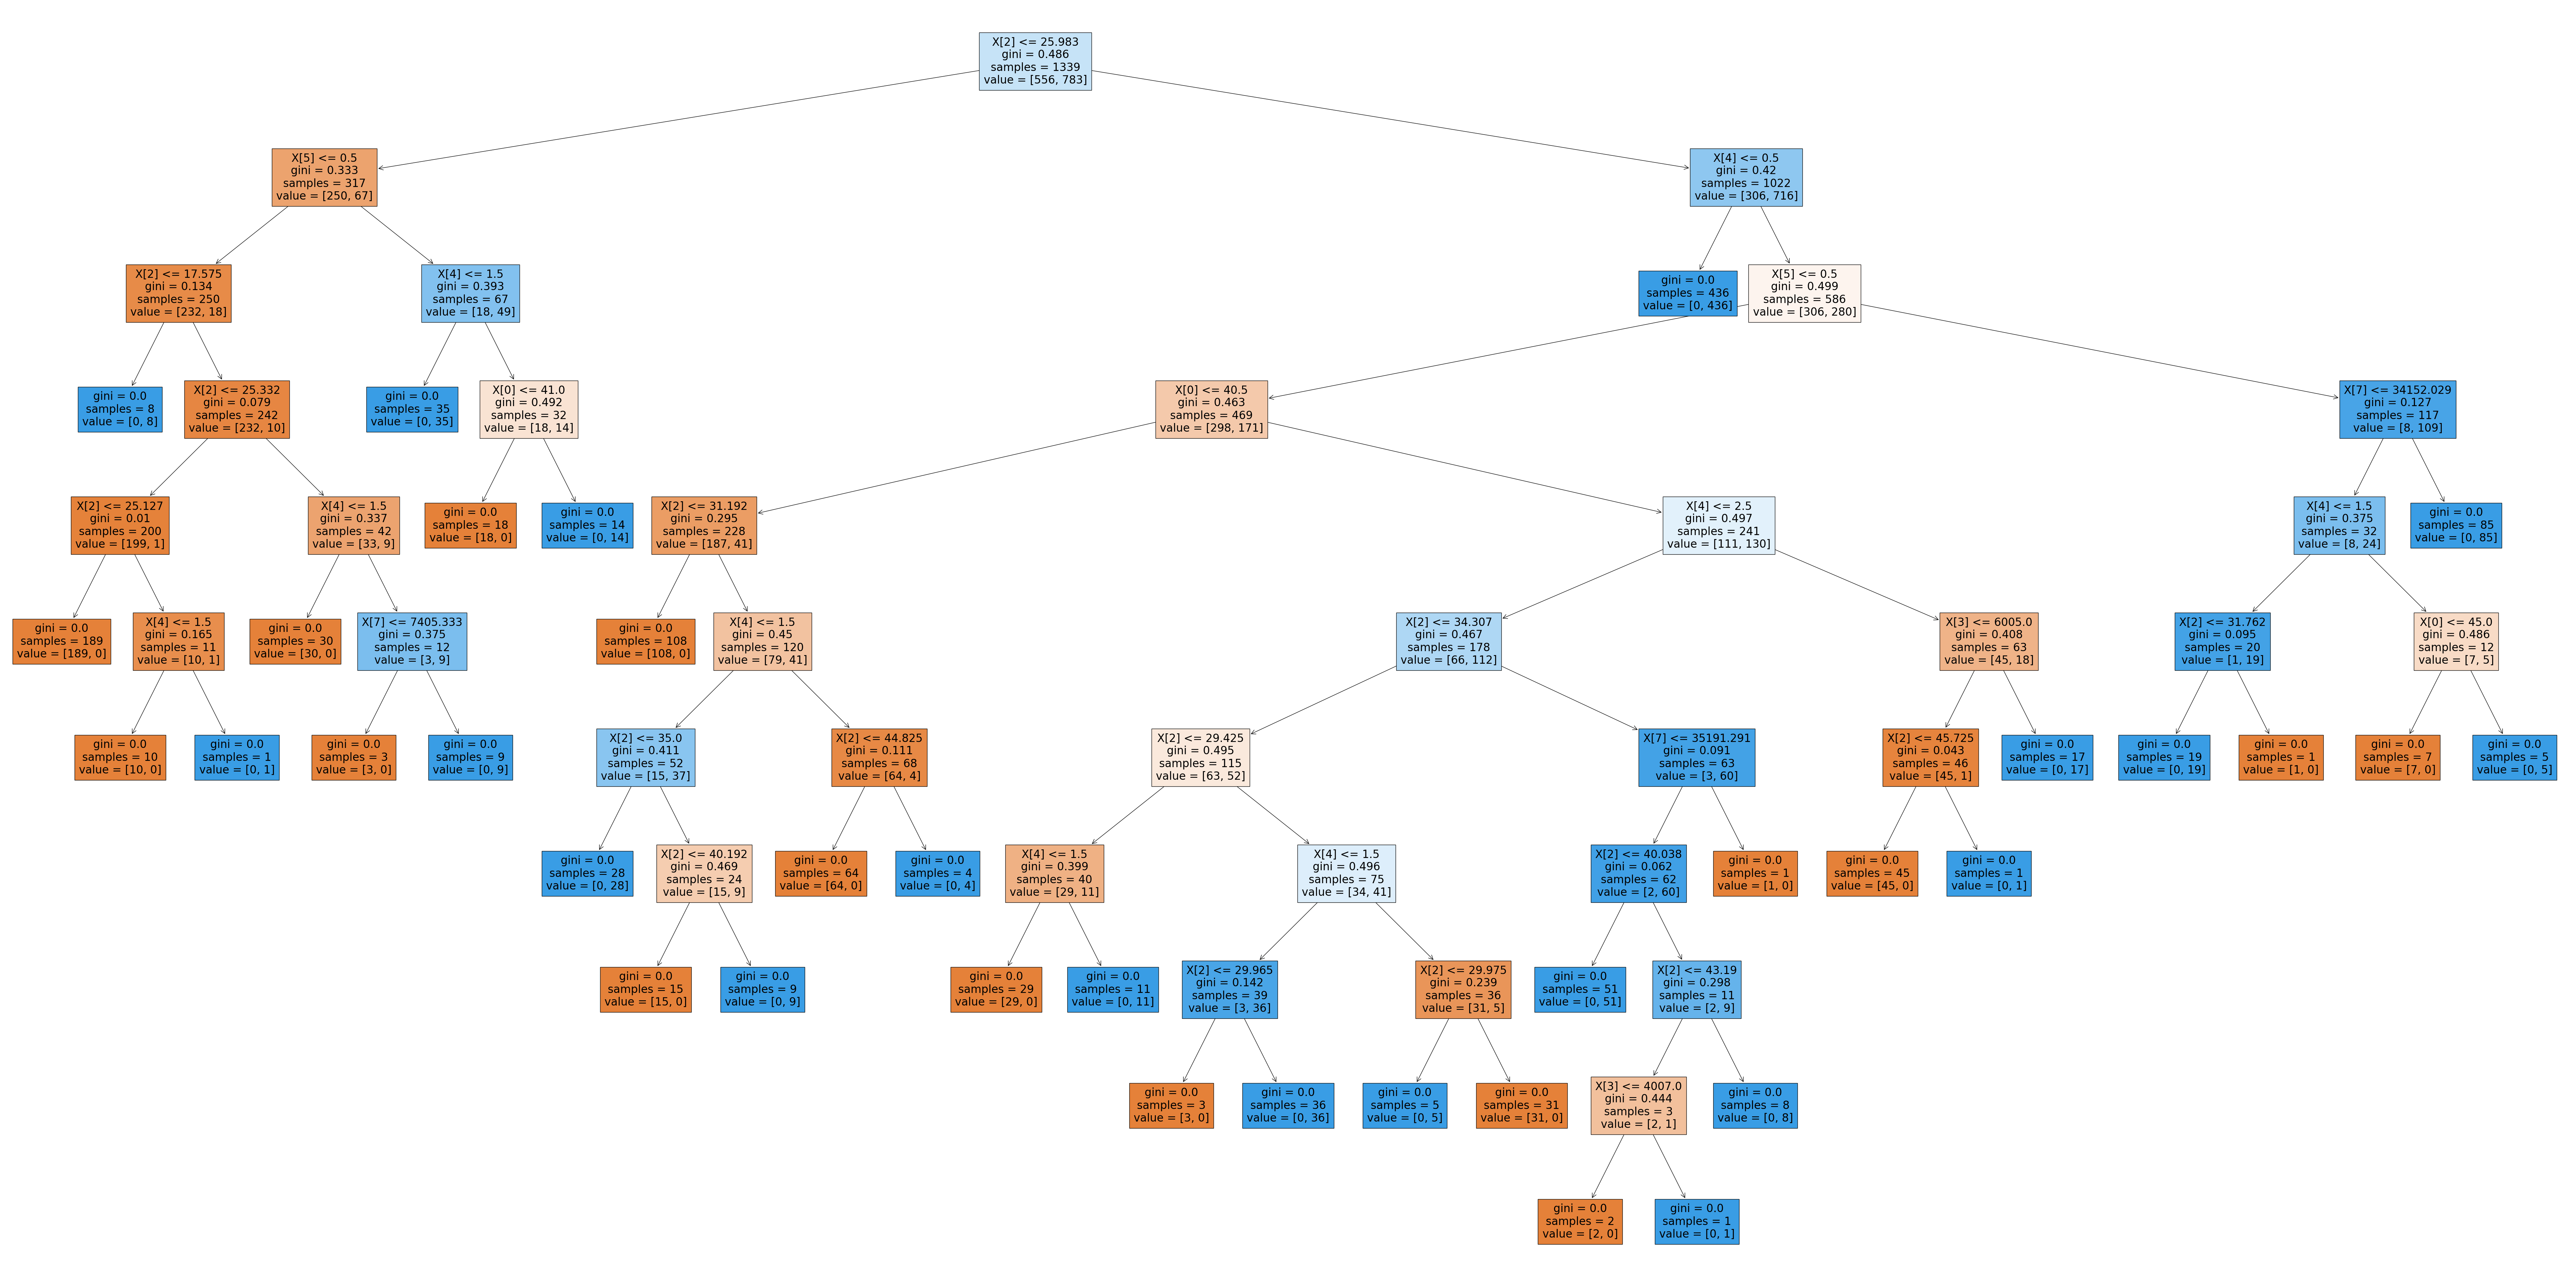 X[2] <= 25.983
gini = 0.486
samples = 1339
value = [556, 783]
X[5] <= 0.5
gini = 0.333
samples = 317
value = [250, 67]
X[4] <= 0.5
gini = 0.42
samples = 1022
value = [306, 716]
X[2] <= 17.575
gini = 0.134
samples = 250
value = [232, 18]
X[4] <= 1.5
gini = 0.393
samples = 67
value = [18, 49]
gini = 0.0
samples = 436
value = [0, 436]
X[5] <= 0.5
gini = 0.499
samples = 586
value = [306, 280]
gini = 0.0
samples = 8
value = [0, 8]
X[2] <= 25.332
gini = 0.079
samples = 242
value = [232, 10]
gini = 0.0
samples = 35
value = [0, 35]
X[0] <= 41.0
gini = 0.492
samples = 32
value = [18, 14]
X[0] <= 40.5
gini = 0.463
samples = 469
value = [298, 171]
X[7] <= 34152.029
gini = 0.127
samples = 117
value = [8, 109]
X[2] <= 25.127
gini = 0.01
samples = 200
value = [199, 1]
X[4] <= 1.5
gini = 0.337
samples = 42
value = [33, 9]
gini = 0.0
samples = 18
value = [18, 0]
gini = 0.0
samples = 14
value = [0, 14]
X[2] <= 31.192
gini = 0.295
samples = 228
value = [187, 41]
X[4] <= 2.5
gini = 0.497
samples = 241
value = [111, 130]
X[4] <= 1.5
gini = 0.375
samples = 32
value = [8, 24]
gini = 0.0
samples = 85
value = [0, 85]
gini = 0.0
samples = 189
value = [189, 0]
X[4] <= 1.5
gini = 0.165
samples = 11
value = [10, 1]
gini = 0.0
samples = 30
value = [30, 0]
X[7] <= 7405.333
gini = 0.375
samples = 12
value = [3, 9]
gini = 0.0
samples = 108
value = [108, 0]
X[4] <= 1.5
gini = 0.45
samples = 120
value = [79, 41]
X[2] <= 34.307
gini = 0.467
samples = 178
value = [66, 112]
X[3] <= 6005.0
gini = 0.408
samples = 63
value = [45, 18]
X[2] <= 31.762
gini = 0.095
samples = 20
value = [1, 19]
X[0] <= 45.0
gini = 0.486
samples = 12
value = [7, 5]
gini = 0.0
samples = 10
value = [10, 0]
gini = 0.0
samples = 1
value = [0, 1]
gini = 0.0
samples = 3
value = [3, 0]
gini = 0.0
samples = 9
value = [0, 9]
X[2] <= 35.0
gini = 0.411
samples = 52
value = [15, 37]
X[2] <= 44.825
gini = 0.111
samples = 68
value = [64, 4]
X[2] <= 29.425
gini = 0.495
samples = 115
value = [63, 52]
X[7] <= 35191.291
gini = 0.091
samples = 63
value = [3, 60]
X[2] <= 45.725
gini = 0.043
samples = 46
value = [45, 1]
gini = 0.0
samples = 17
value = [0, 17]
gini = 0.0
samples = 19
value = [0, 19]
gini = 0.0
samples = 1
value = [1, 0]
gini = 0.0
samples = 7
value = [7, 0]
gini = 0.0
samples = 5
value = [0, 5]
gini = 0.0
samples = 28
value = [0, 28]
X[2] <= 40.192
gini = 0.469
samples = 24
value = [15, 9]
gini = 0.0
samples = 64
value = [64, 0]
gini = 0.0
samples = 4
value = [0, 4]
X[4] <= 1.5
gini = 0.399
samples = 40
value = [29, 11]
X[4] <= 1.5
gini = 0.496
samples = 75
value = [34, 41]
X[2] <= 40.038
gini = 0.062
samples = 62
value = [2, 60]
gini = 0.0
samples = 1
value = [1, 0]
gini = 0.0
samples = 45
value = [45, 0]
gini = 0.0
samples = 1
value = [0, 1]
gini = 0.0
samples = 15
value = [15, 0]
gini = 0.0
samples = 9
value = [0, 9]
gini = 0.0
samples = 29
value = [29, 0]
gini = 0.0
samples = 11
value = [0, 11]
X[2] <= 29.965
gini = 0.142
samples = 39
value = [3, 36]
X[2] <= 29.975
gini = 0.239
samples = 36
value = [31, 5]
gini = 0.0
samples = 51
value = [0, 51]
X[2] <= 43.19
gini = 0.298
samples = 11
value = [2, 9]
gini = 0.0
samples = 3
value = [3, 0]
gini = 0.0
samples = 36
value = [0, 36]
gini = 0.0
samples = 5
value = [0, 5]
gini = 0.0
samples = 31
value = [31, 0]
X[3] <= 4007.0
gini = 0.444
samples = 3
value = [2, 1]
gini = 0.0
samples = 8
value = [0, 8]
gini = 0.0
samples = 2
value = [2, 0]
gini = 0.0
samples = 1
value = [0, 1]